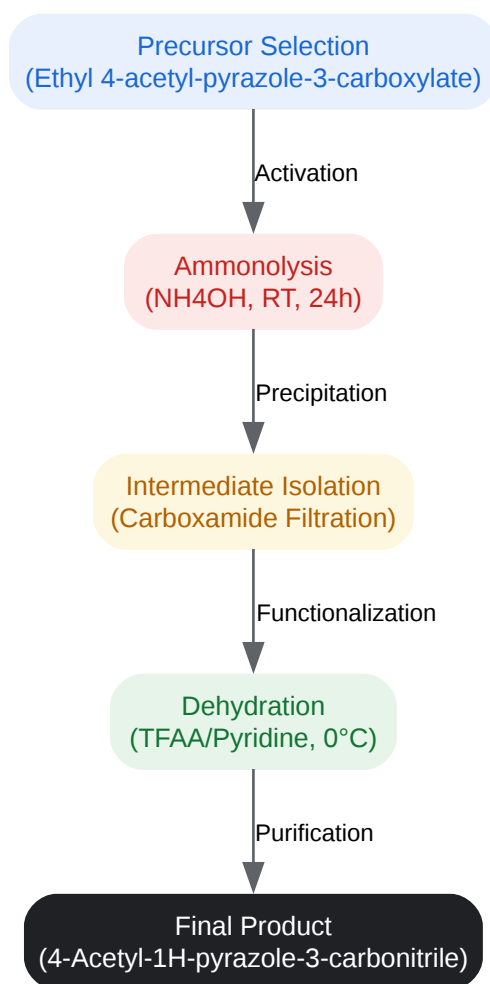 Precursor Selection
(Ethyl 4-acetyl-pyrazole-3-carboxylate)
Activation
Ammonolysis
(NH4OH, RT, 24h)
Precipitation
Intermediate Isolation
(Carboxamide Filtration)
Functionalization
Dehydration
(TFAA/Pyridine, 0°C)
Purification
Final Product
(4-Acetyl-1H-pyrazole-3-carbonitrile)